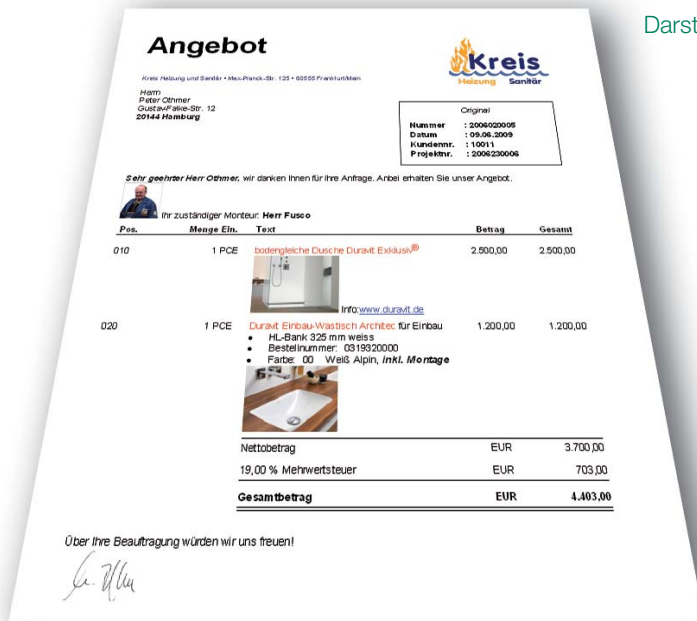 Darst
Angebot
Kreis
Heizung Sanitär
Kreis Heizung und Sanitär • Max-Planck-Str. 125 • 60555 Frankfurt/Main
Herrn
Peter Othmer
Gustav-Falke-Str. 12
20144 Hamburg
Original
Nummer : 2006020005
Datum : 09.06.2009
Kundennr. : 10011
Projektnr. : 2006230006
Sehr geehrter Herr Othmer, wir danken Ihnen für Ihre Anfrage. Anbei erhalten Sie unser Angebot.
Ihr zuständiger Monteur: Herr Fusco
Pos. Menge Ein. Text Betrag Gesamt
010 1 PCE bodengleiche Dusche Duravit Exklusiv® 2.500,00 2.500,00
Info:www.duravit.de
020 1 PCE Duravit Einbau-Wastisch Architec für Einbau 1.200,00 1.200,00
• HL-Bank 325 mm weiss
• Bestellnummer: 0319320000
• Farbe: 00 Weiß Alpin, inkl. Montage
Nettobetrag EUR 3.700,00
19,00 % Mehrwertsteuer EUR 703,00
Gesamtbetrag EUR 4.403,00
Über Ihre Beauftragung würden wir uns freuen!